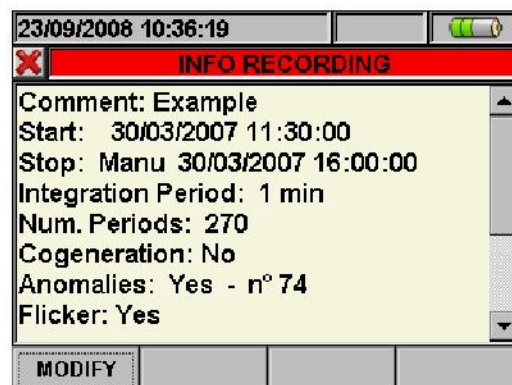 23/09/2008 10:36:19
INFO RECORDING
Comment: Example
Start: 30/03/2007 11:30:00
Stop: Manu 30/03/2007 16:00:00
Integration Period: 1 min
Num. Periods: 270
Cogeneration: No
Anomalies: Yes - n° 74
Flicker: Yes
MODIFY